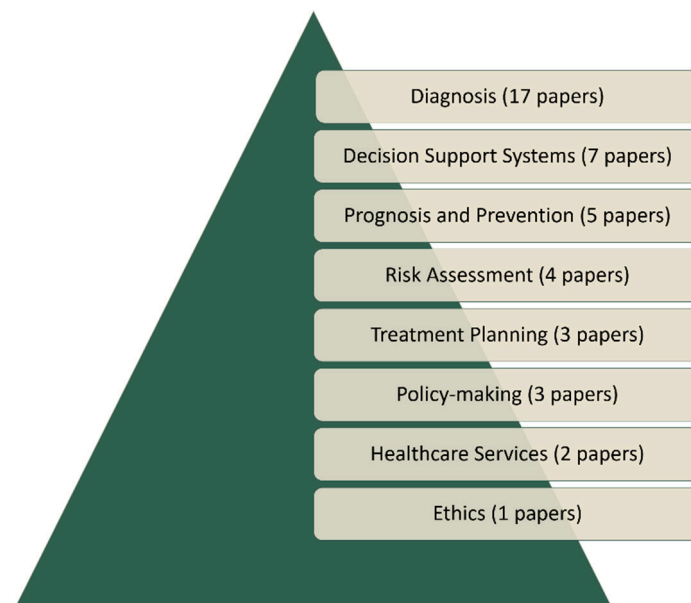 Diagnosis (17 papers)
Decision Support Systems (7 papers)
Prognosis and Prevention (5 papers)
Risk Assessment (4 papers)
Treatment Planning (3 papers)
Policy-making (3 papers)
Healthcare Services (2 papers)
Ethics (1 papers)